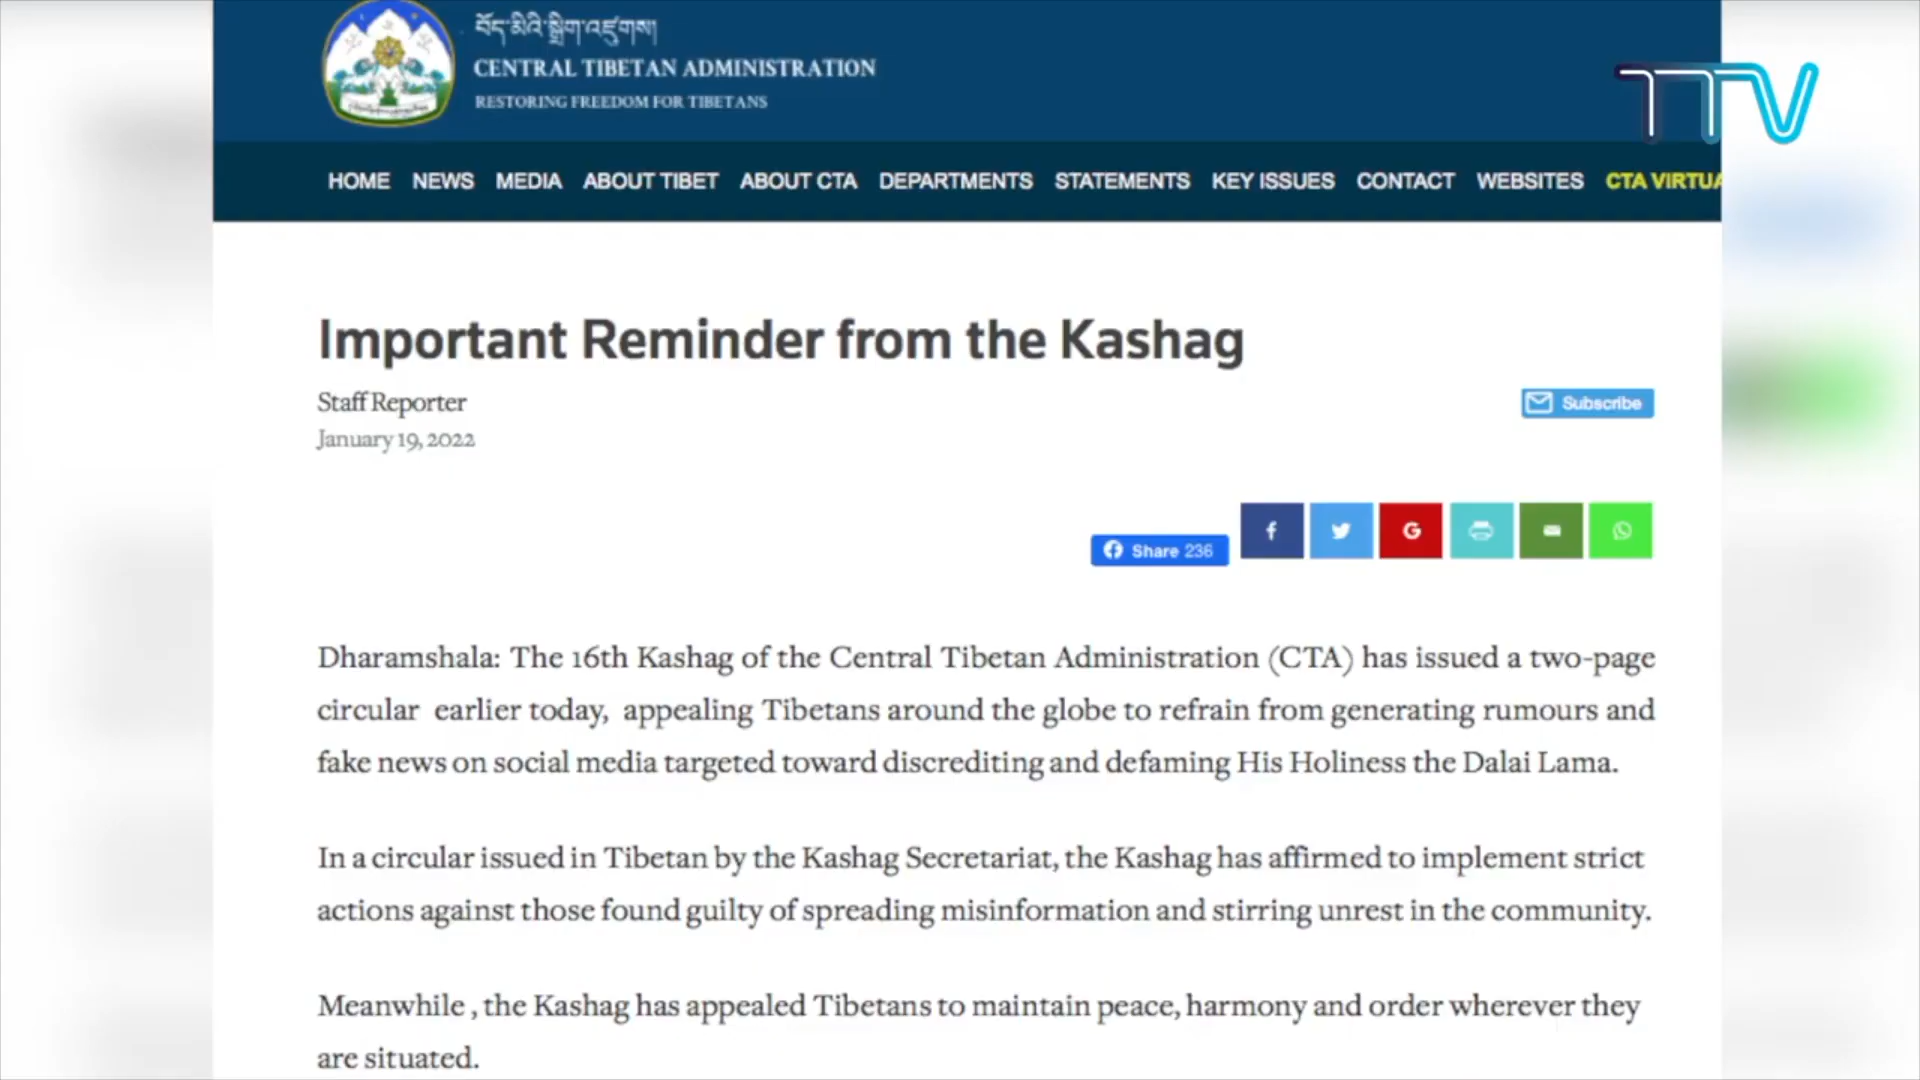 བོད་མིའི་སྒྲིག་འཛུགས།
CENTRAL TIBETAN ADMINISTRATION
RESTORING FREEDOM FOR TIBETANS
TTV
HOME NEWS MEDIA ABOUT TIBET ABOUT CTA DEPARTMENTS STATEMENTS KEY ISSUES CONTACT WEBSITES CTA VIRTUA
Important Reminder from the Kashag
Staff Reporter
Subscribe
January 19, 2022
Share 236
Dharamshala: The 16th Kashag of the Central Tibetan Administration (CTA) has issued a two-page
circular earlier today, appealing Tibetans around the globe to refrain from generating rumours and
fake news on social media targeted toward discrediting and defaming His Holiness the Dalai Lama.
In a circular issued in Tibetan by the Kashag Secretariat, the Kashag has affirmed to implement strict
actions against those found guilty of spreading misinformation and stirring unrest in the community.
Meanwhile , the Kashag has appealed Tibetans to maintain peace, harmony and order wherever they
are situated.